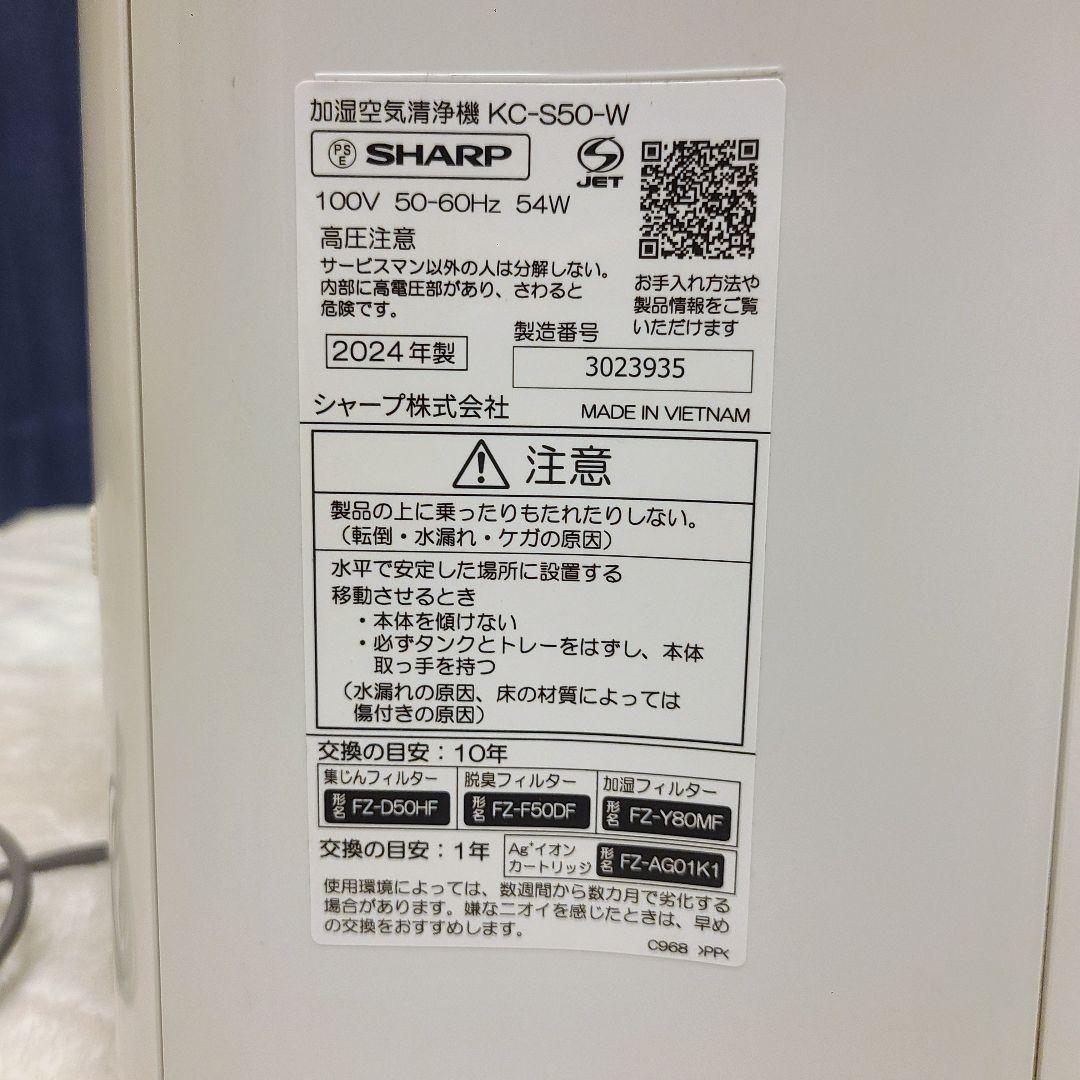 加湿空気清浄機 KC-S50-W
PS E SHARP
JET
100V 50-60Hz 54W
高圧注意
サービスマン以外の人は分解しない。
内部に高電圧部があり、さわると
危険です。
お手入れ方法や
製品情報をご覧
いただけます
2024年製
製造番号
3023935
シャープ株式会社
MADE IN VIETNAM
注意
製品の上に乗ったりもたれたりしない。
（転倒・水漏れ・ケガの原因）
水平で安定した場所に設置する
移動させるとき
・本体を傾けない
・必ずタンクとトレーをはずし、本体
取っ手を持つ
（水漏れの原因、床の材質によっては
傷付きの原因）
交換の目安：10年
集じんフィルター
形名 FZ-D50HF
脱臭フィルター
形名 FZ-F50DF
加湿フィルター
形名 FZ-Y80MF
交換の目安：1年
Ag⁺イオン
カートリッジ
形名 FZ-AG01K1
使用環境によっては、数週間から数カ月で劣化する
場合があります。嫌なニオイを感じたときは、早め
の交換をおすすめします。
C968 >PP<